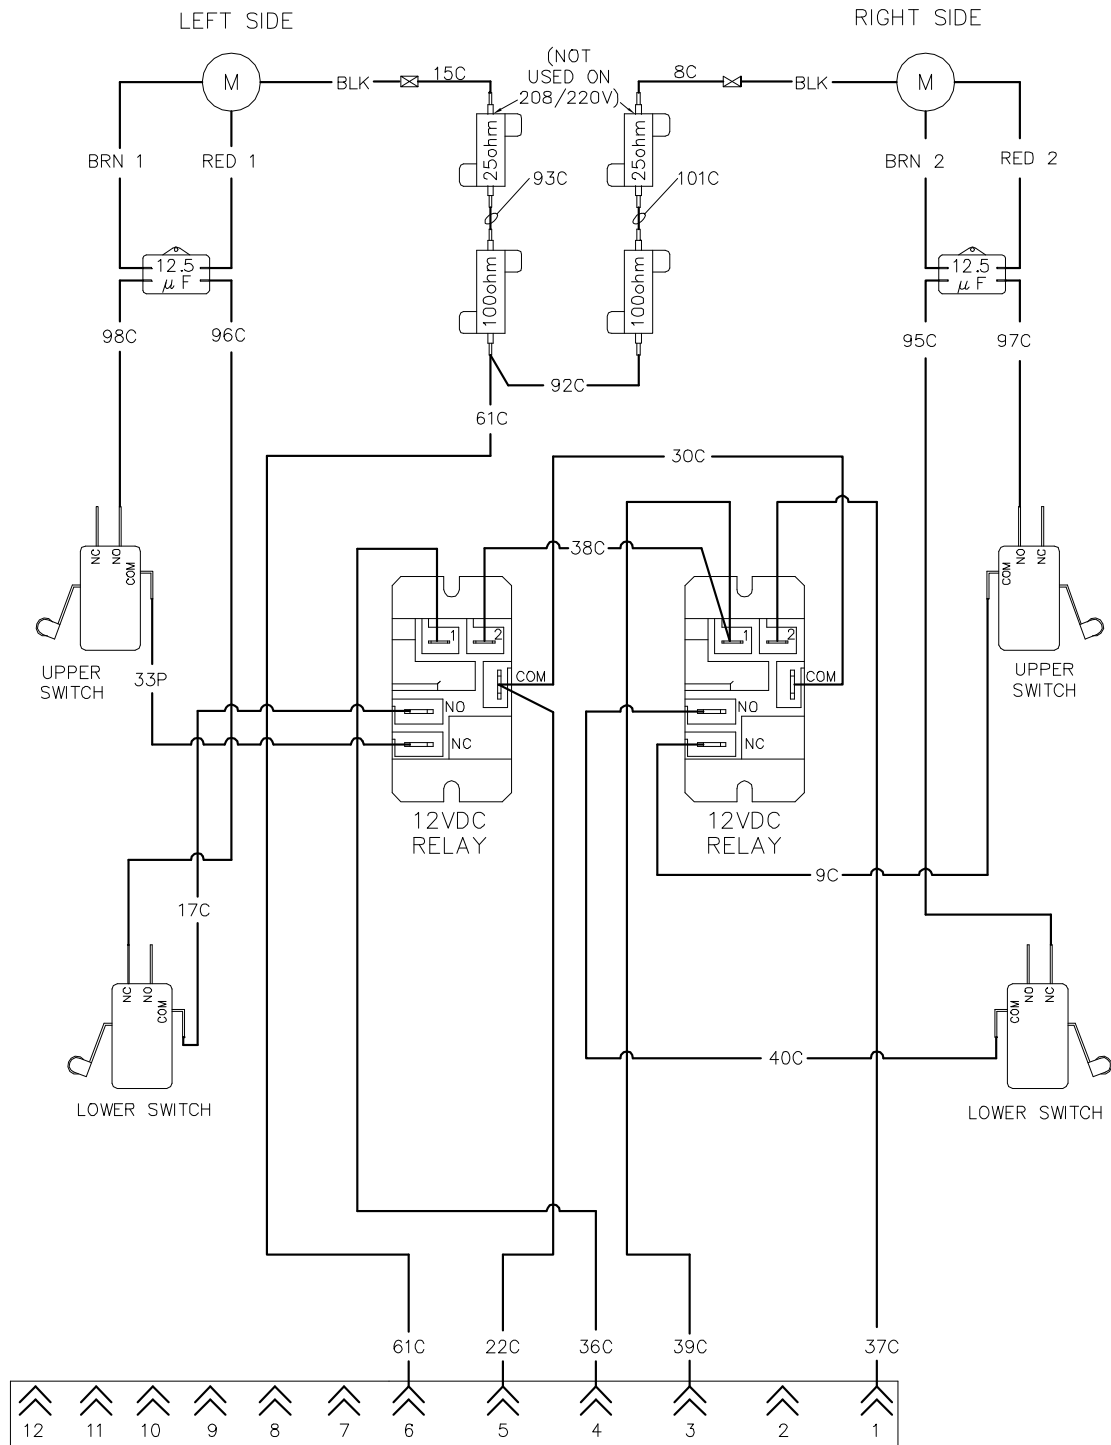 LEFT SIDE
RIGHT SIDE
M
BLK
15C
(NOT
USED ON
208/220V)
8C
BLK
M
BRN 1
RED 1
25ohm
25ohm
BRN 2
RED 2
93C
101C
12.5
µ F
100ohm
100ohm
12.5
µ F
98C
96C
95C
97C
92C
61C
30C
38C
NC
NO
COM
NO
NC
COM
1
2
1
2
UPPER
SWITCH
33P
COM
COM
UPPER
SWITCH
NO
NC
NO
NC
12VDC
RELAY
12VDC
RELAY
9C
17C
NC
NO
COM
COM
NO
NC
40C
LOWER SWITCH
LOWER SWITCH
61C
22C
36C
39C
37C
12
11
10
9
8
7
6
5
4
3
2
1